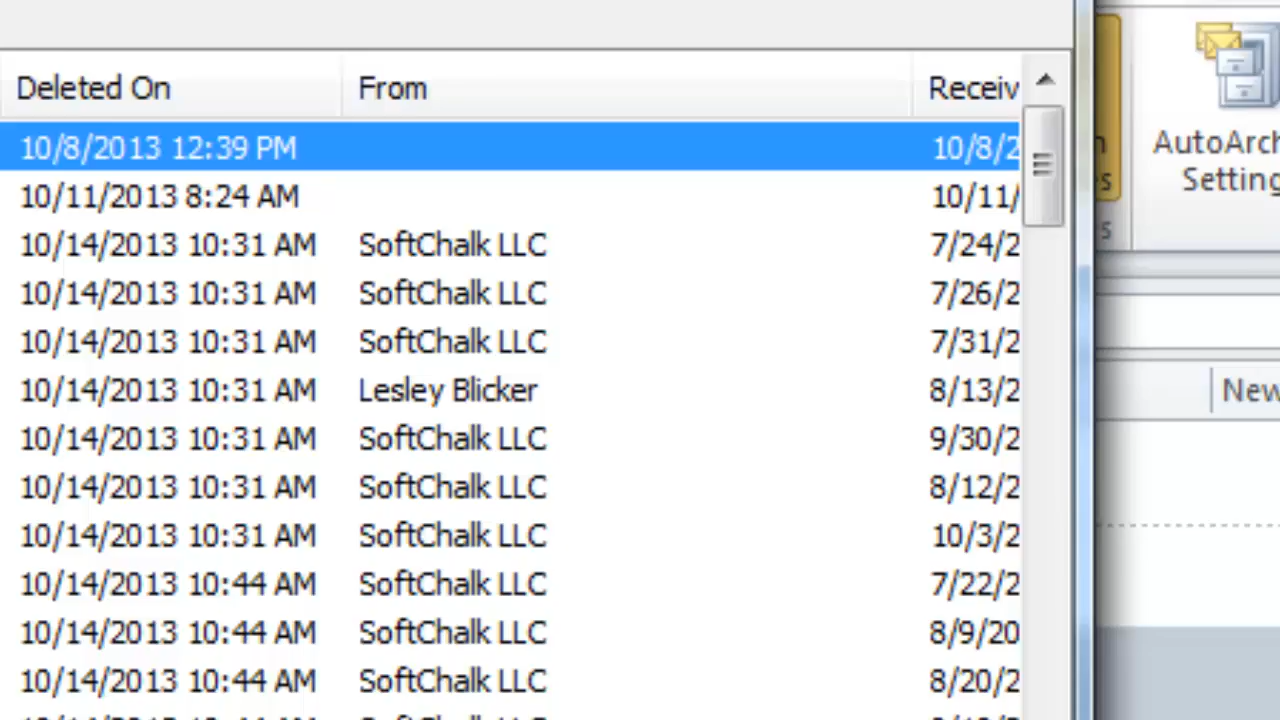 Deleted On From Receiv
10/8/2013 12:39 PM 10/8/2
10/11/2013 8:24 AM 10/11/
10/14/2013 10:31 AM SoftChalk LLC 7/24/2
10/14/2013 10:31 AM SoftChalk LLC 7/26/2
10/14/2013 10:31 AM SoftChalk LLC 7/31/2
10/14/2013 10:31 AM Lesley Blicker 8/13/2
10/14/2013 10:31 AM SoftChalk LLC 9/30/2
10/14/2013 10:31 AM SoftChalk LLC 8/12/2
10/14/2013 10:31 AM SoftChalk LLC 10/3/2
10/14/2013 10:44 AM SoftChalk LLC 7/22/2
10/14/2013 10:44 AM SoftChalk LLC 8/9/20
10/14/2013 10:44 AM SoftChalk LLC 8/20/2
AutoArch
Setting
New